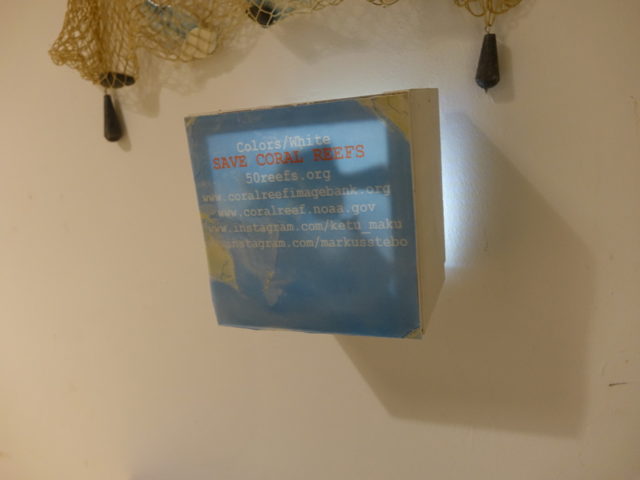 Colors/White
SAVE CORAL REEFS
50reefs.org
www.coralreefimagebank.org
www.coralreef.noaa.gov
www.instagram.com/ketu_maku
instagram.com/markusstebo